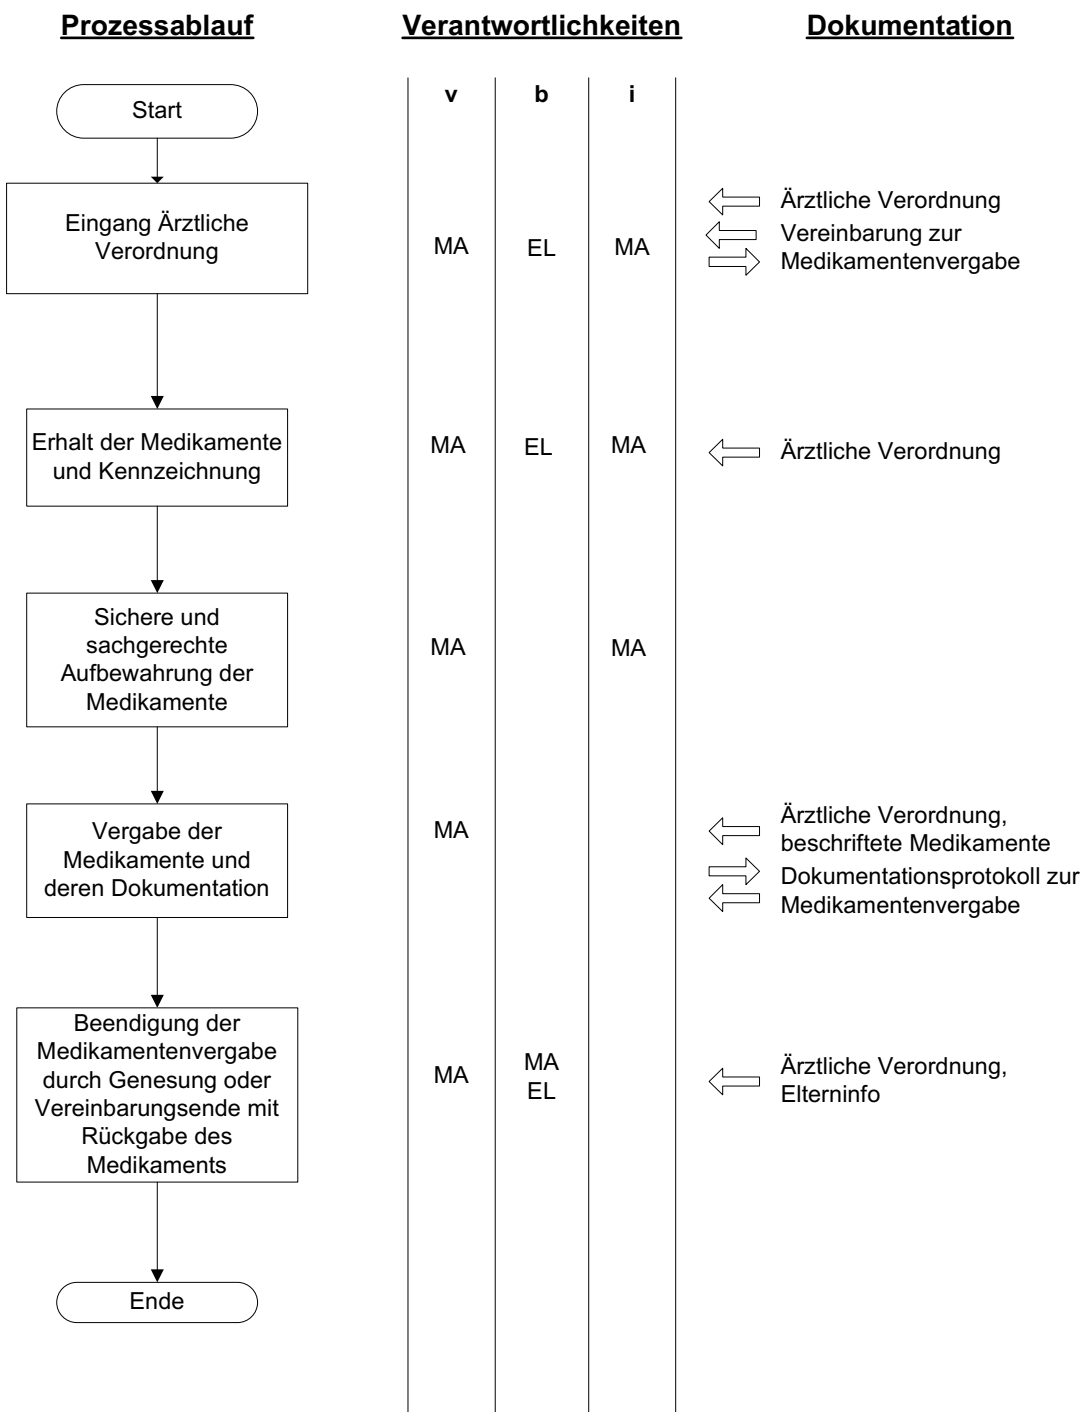 Prozessablauf
Verantwortlichkeiten
Dokumentation
v
b
i
Start
Eingang Ärztliche
Verordnung
MA
EL
MA
Ärztliche Verordnung
Vereinbarung zur
Medikamentenvergabe
Erhalt der Medikamente
und Kennzeichnung
MA
EL
MA
Ärztliche Verordnung
Sichere und
sachgerechte
Aufbewahrung der
Medikamente
MA
MA
Vergabe der
Medikamente und
deren Dokumentation
MA
Ärztliche Verordnung,
beschriftete Medikamente
Dokumentationsprotokoll zur
Medikamentenvergabe
Beendigung der
Medikamentenvergabe
durch Genesung oder
Vereinbarungsende mit
Rückgabe des
Medikaments
MA
MA
EL
Ärztliche Verordnung,
Elterninfo
Ende